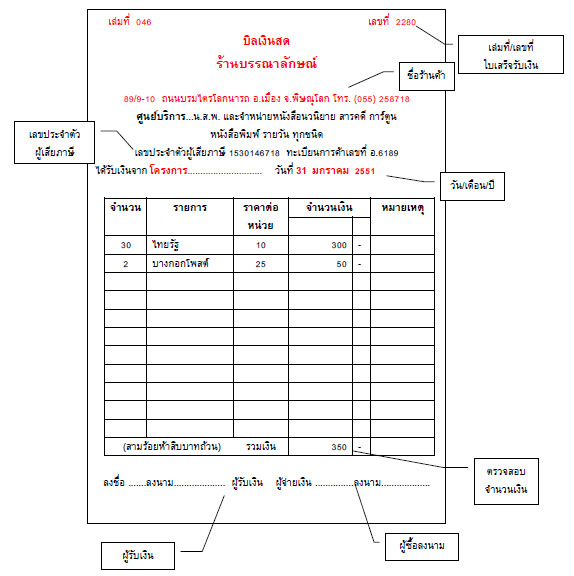 เล่มที่ 046 เลขที่ 2280
บิลเงินสด
เล่มที่/เลขที่
ใบเสร็จรับเงิน
ร้านบรรณาลักษณ์
ชื่อร้านค้า
89/9-10 ถนนบรมไตรโลกนารถ อ.เมือง จ.พิษณุโลก โทร. (055) 258718
ศูนย์บริการ...น.ส.พ. และจำหน่ายหนังสือนวนิยาย สารคดี การ์ตูน
หนังสือพิมพ์ รายวัน ทุกชนิด
เลขประจำตัว
ผู้เสียภาษี
เลขประจำตัวผู้เสียภาษี 1530146718 ทะเบียนการค้าเลขที่ อ.6189
ได้รับเงินจาก โครงการ............................ วันที่ 31 มกราคม 2551
วัน/เดือน/ปี
จำนวน รายการ ราคาต่อหน่วย จำนวนเงิน หมายเหตุ
30 ไทยรัฐ 10 300 -
2 บางกอกโพสต์ 25 50 -
(สามร้อยห้าสิบบาทถ้วน) รวมเงิน 350 -
ตรวจสอบ
จำนวนเงิน
ลงชื่อ .......ลงนาม.................... ผู้รับเงิน ผู้จ่ายเงิน ...............ลงนาม...................
ผู้รับเงิน
ผู้ซื้อลงนาม